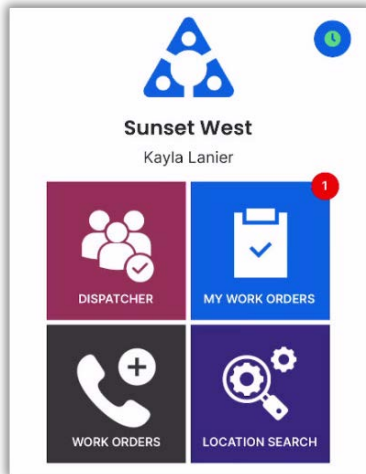 Sunset West
Kayla Lanier
1
DISPATCHER
MY WORK ORDERS
WORK ORDERS
LOCATION SEARCH